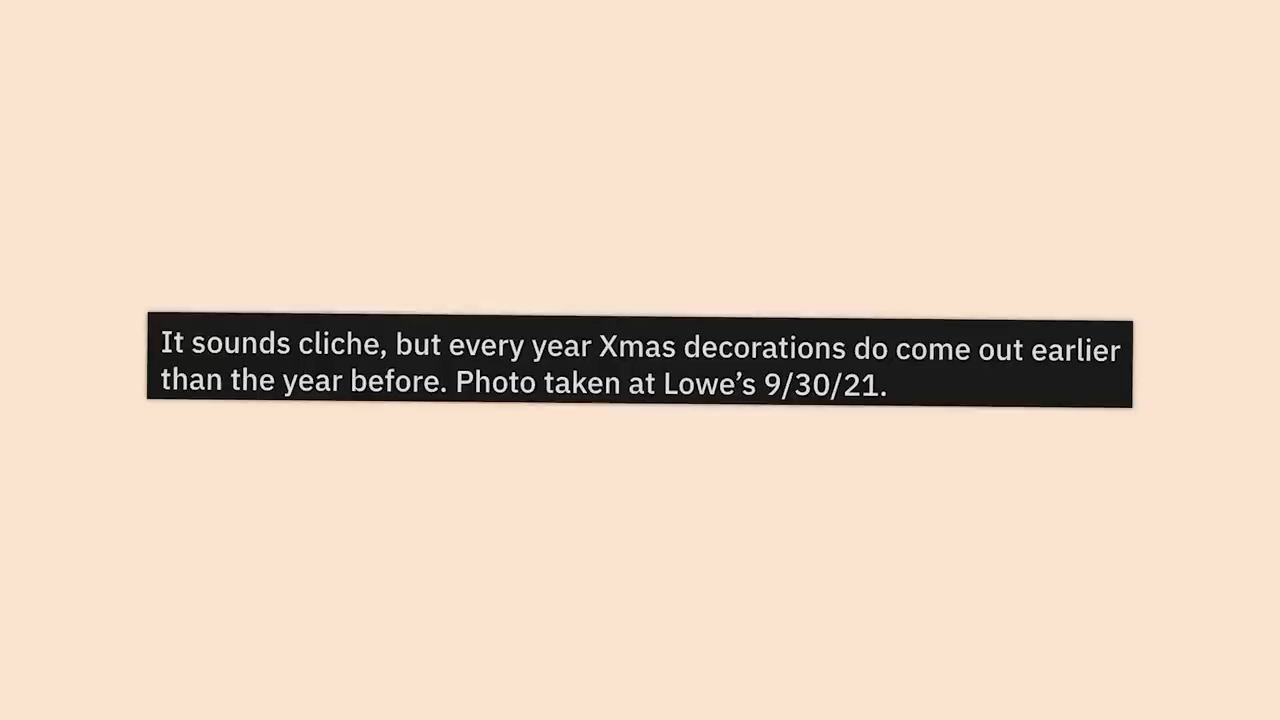 It sounds cliche, but every year Xmas decorations do come out earlier
than the year before. Photo taken at Lowe’s 9/30/21.